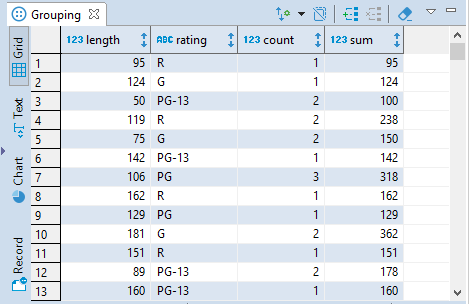 Grouping
Grid
Text
Chart
Record
123 length ABC rating 123 count 123 sum
1 95 R 1 95
2 124 G 1 124
3 50 PG-13 2 100
4 119 R 2 238
5 75 G 2 150
6 142 PG-13 1 142
7 106 PG 3 318
8 162 R 1 162
9 129 PG 1 129
10 181 G 2 362
11 151 R 1 151
12 89 PG-13 2 178
13 160 PG-13 1 160